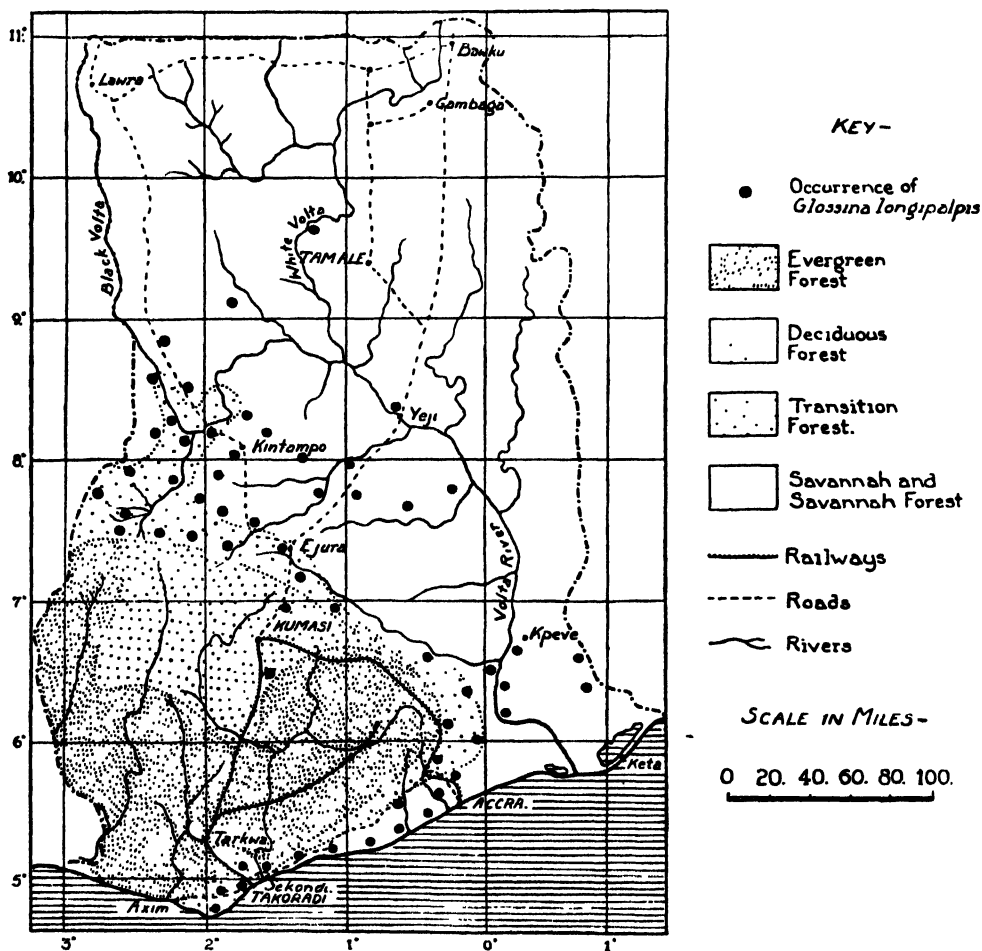 11°
10°
9°
8°
7°
6°
5°
3°
2°
1°
0°
1°
Lawra
Bawku
Gambaga
Black Volta
White Volta
TAMALE
Yeji
Kintampo
Ejura
Volta River
KUMASI
Kpeve
Keta
ACCRA.
Tarkwa
Sekondi.
TAKORADI
Axim
KEY-
Occurrence of
Glossina longipalpis
Evergreen
Forest
Deciduous
Forest
Transition
Forest.
Savannah and
Savannah Forest
Railways
Roads
Rivers
SCALE IN MILES-
0 20. 40. 60. 80. 100.